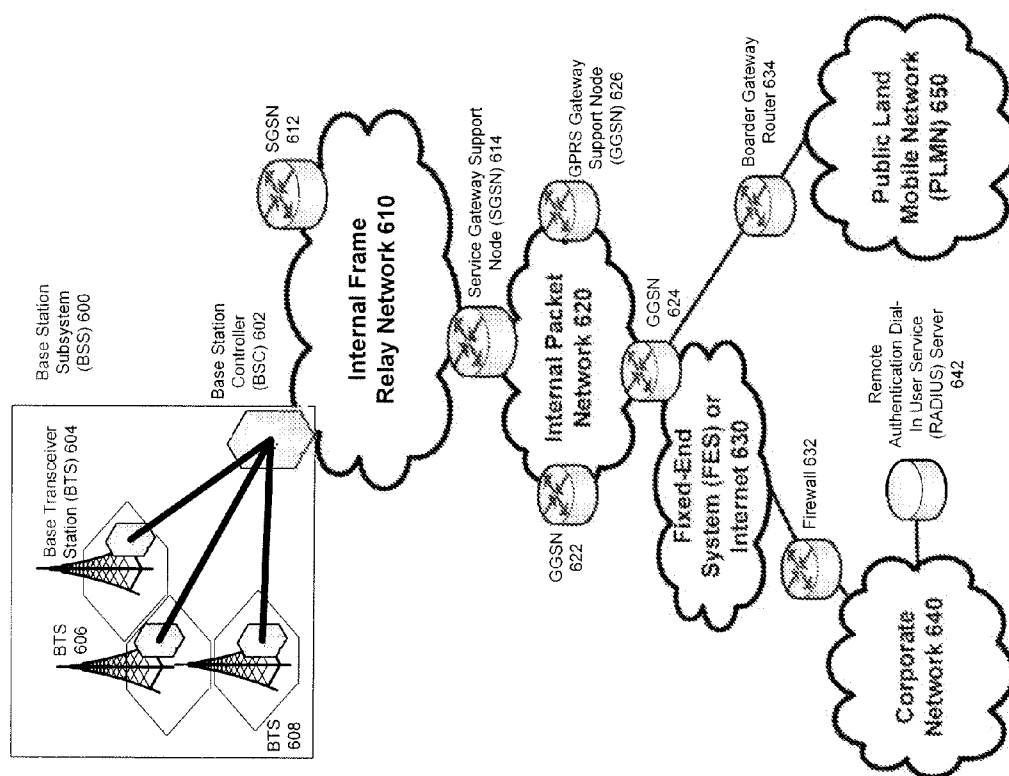 Base Station
Subsystem
(BSS) 600
Base Transceiver
Station (BTS) 604
BTS
606
BTS
608
Base Station
Controller
(BSC) 602
SGSN
612
Internal Frame
Relay Network 610
Service Gateway Support
Node (SGSN) 614
GGSN
622
Internal Packet
Network 620
GPRS Gateway
Support Node
(GGSN) 626
GGSN
624
Fixed-End
System (FES) or
Internet 630
Boarder Gateway
Router 634
Firewall 632
Remote
Authentication Dial-
In User Service
(RADIUS) Server
642
Corporate
Network 640
Public Land
Mobile Network
(PLMN) 650